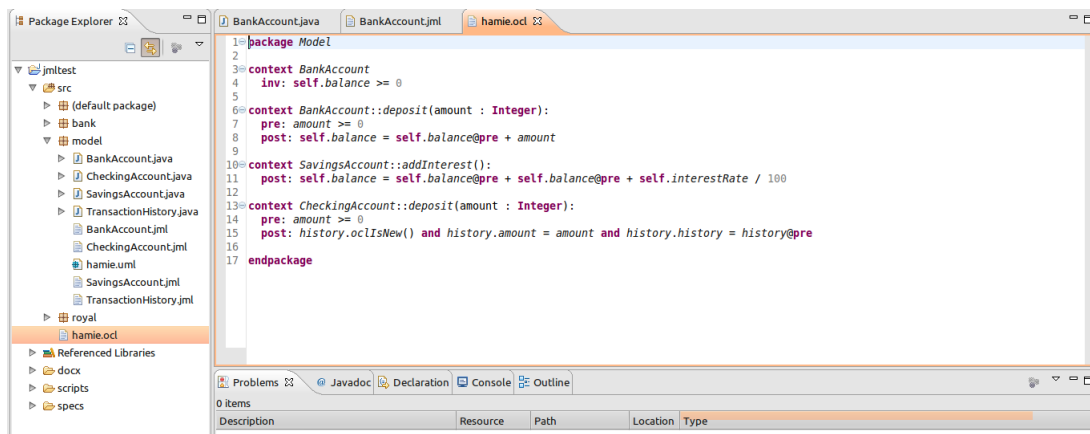 Package Explorer
jmltest
src
(default package)
bank
model
BankAccount.java
CheckingAccount.java
SavingsAccount.java
TransactionHistory.java
BankAccount.jml
CheckingAccount.jml
hamie.uml
SavingsAccount.jml
TransactionHistory.jml
royal
hamie.ocl
Referenced Libraries
docx
scripts
specs
BankAccount.java BankAccount.jml hamie.ocl
1 package Model
2
3 context BankAccount
4 inv: self.balance >= 0
5
6 context BankAccount::deposit(amount : Integer):
7 pre: amount >= 0
8 post: self.balance = self.balance@pre + amount
9
10 context SavingsAccount::addInterest():
11 post: self.balance = self.balance@pre + self.balance@pre + self.interestRate / 100
12
13 context CheckingAccount::deposit(amount : Integer):
14 pre: amount >= 0
15 post: history.oclIsNew() and history.amount = amount and history.history = history@pre
16
17 endpackage
Problems @ Javadoc Declaration Console Outline
0 items
Description Resource Path Location Type